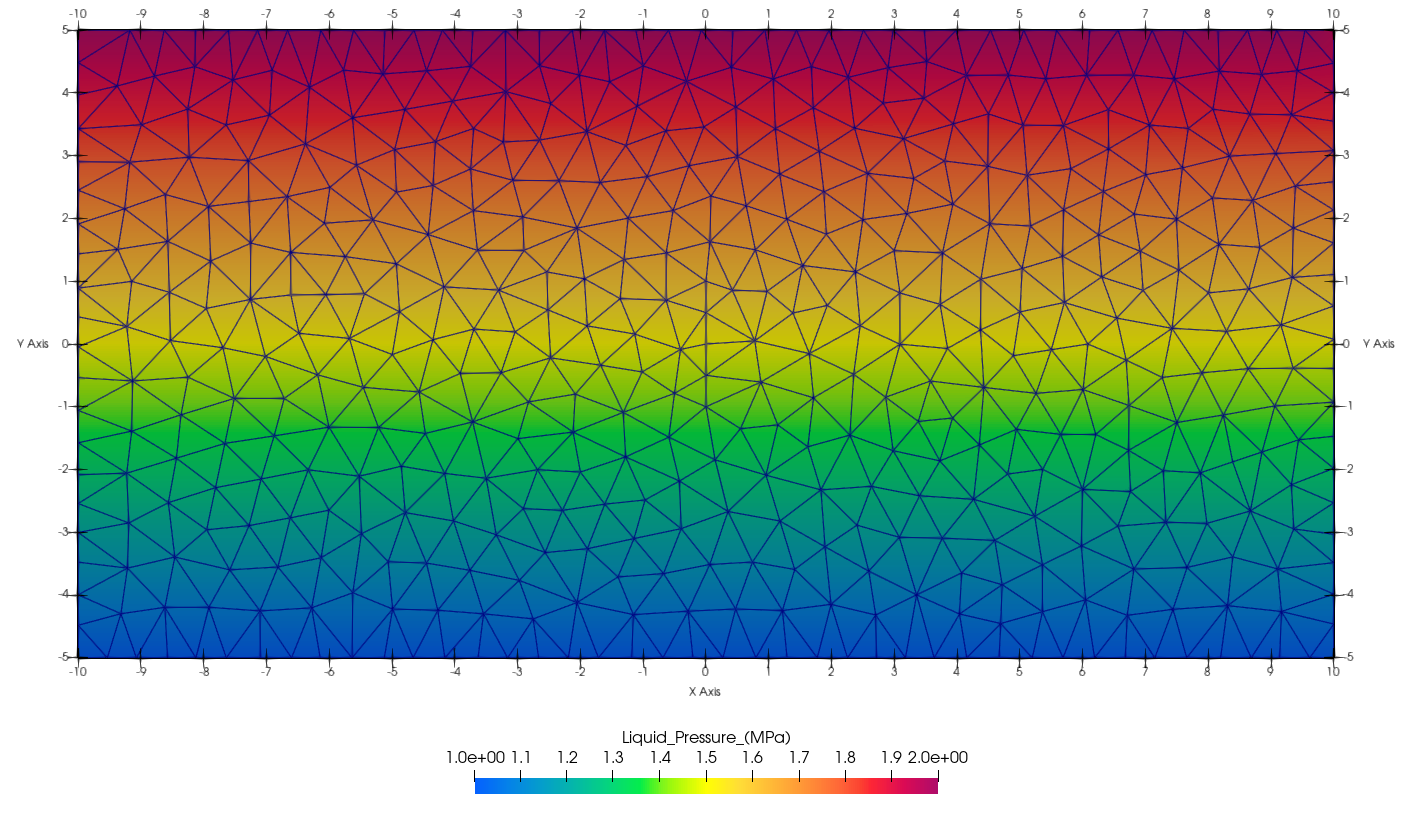 -10 -9 -8 -7 -6 -5 -4 -3 -2 -1 0 1 2 3 4 5 6 7 8 9 10
5 5
4 4
3 3
2 2
1 1
Y Axis 0 0 Y Axis
-1 -1
-2 -2
-3 -3
-4 -4
-5 -5
-10 -9 -8 -7 -6 -5 -4 -3 -2 -1 0 1 2 3 4 5 6 7 8 9 10
X Axis
Liquid_Pressure_(MPa)
1.0e+00 1.1 1.2 1.3 1.4 1.5 1.6 1.7 1.8 1.9 2.0e+00